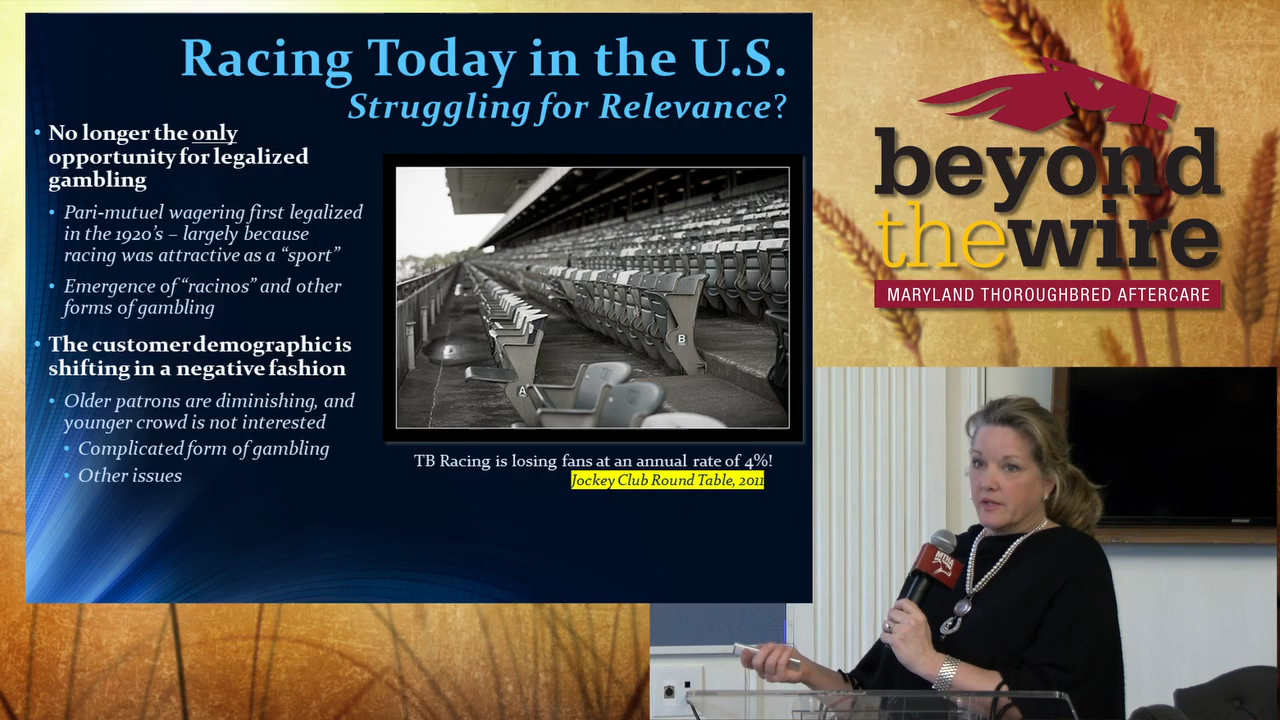 Racing Today in the U.S.
Struggling for Relevance?
• No longer the only
opportunity for legalized
gambling
• Pari-mutuel wagering first legalized
in the 1920's – largely because
racing was attractive as a "sport"
• Emergence of "racinos" and other
forms of gambling
• The customer demographic is
shifting in a negative fashion
• Older patrons are diminishing, and
younger crowd is not interested
• Complicated form of gambling
• Other issues
A
B
TB Racing is losing fans at an annual rate of 4%!
Jockey Club Round Table, 2011
beyond
thewire
MARYLAND THOROUGHBRED AFTERCARE
MTHA